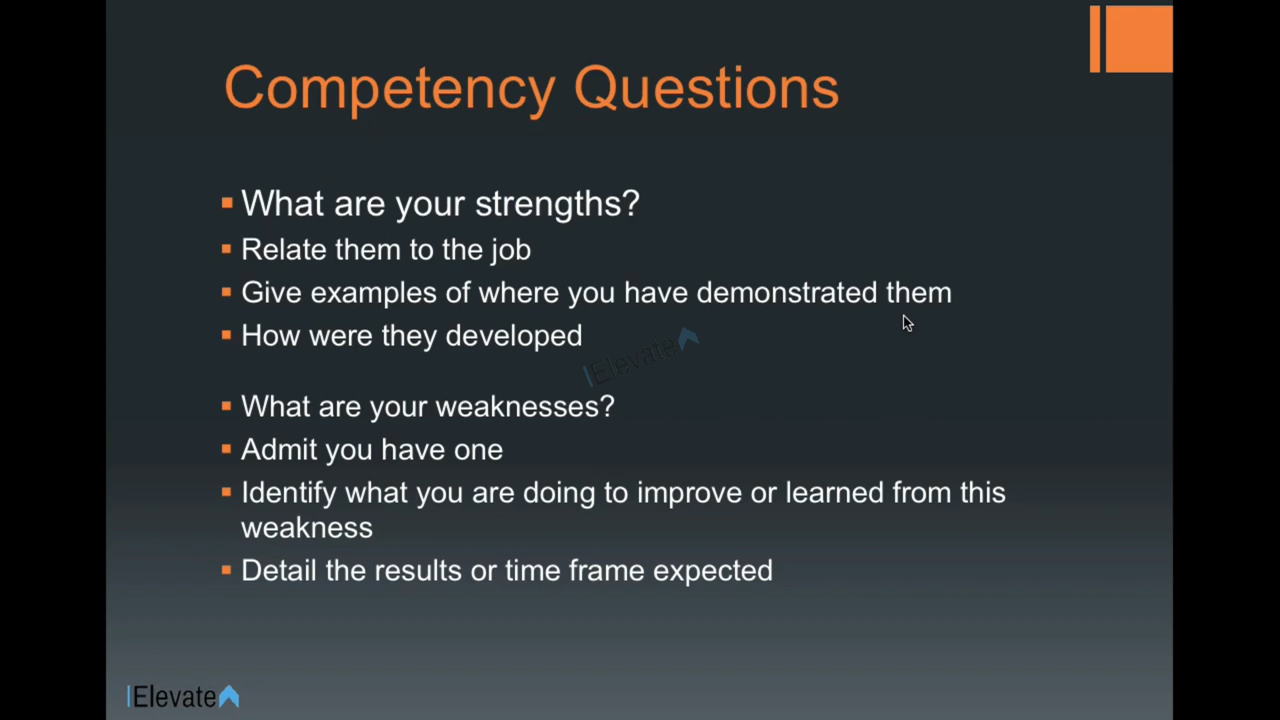 Competency Questions
What are your strengths?
Relate them to the job
Give examples of where you have demonstrated them
How were they developed
Elevate
What are your weaknesses?
Admit you have one
Identify what you are doing to improve or learned from this
weakness
Detail the results or time frame expected
Elevate